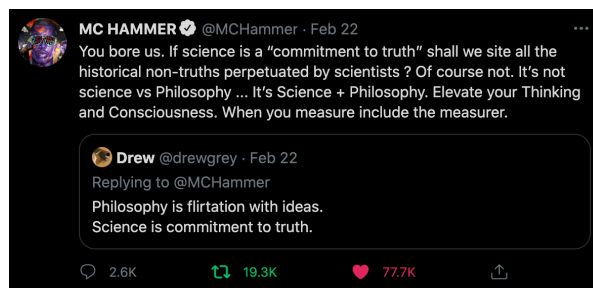 MC HAMMER @MCHammer · Feb 22
You bore us. If science is a “commitment to truth” shall we site all the
historical non-truths perpetuated by scientists ? Of course not. It’s not
science vs Philosophy ... It’s Science + Philosophy. Elevate your Thinking
and Consciousness. When you measure include the measurer.
Drew @drewgrey · Feb 22
Replying to @MCHammer
Philosophy is flirtation with ideas.
Science is commitment to truth.
2.6K 19.3K 77.7K